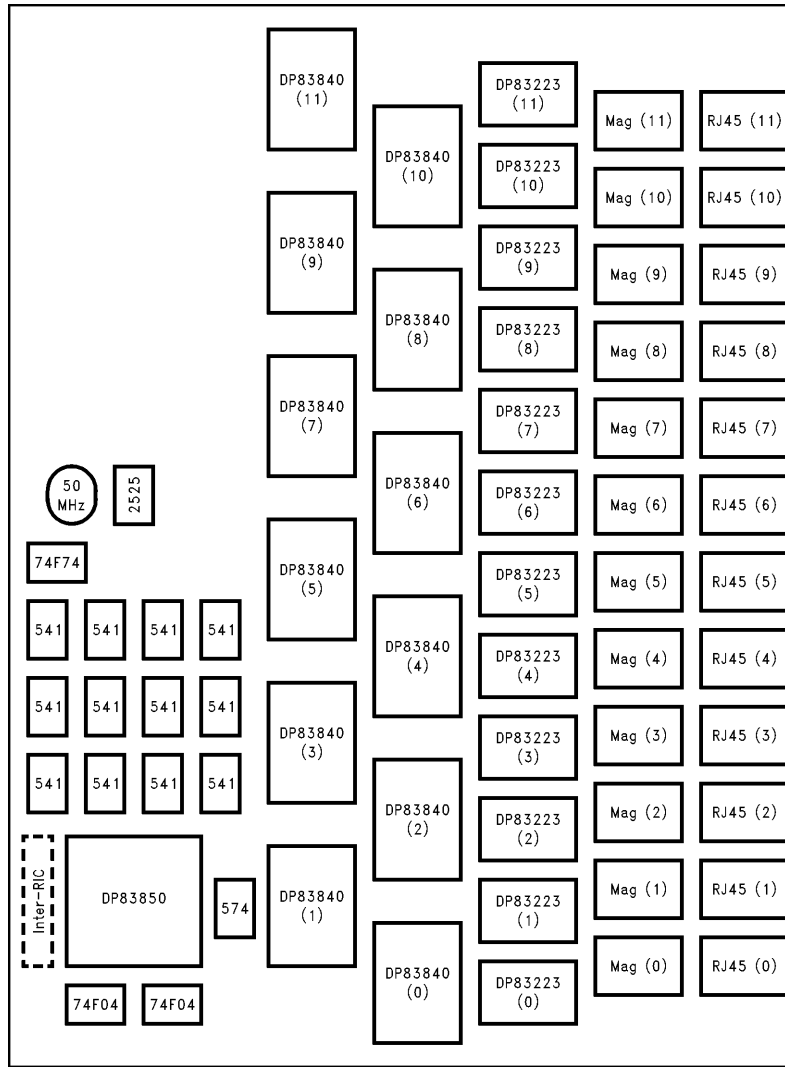 DP83840
(11)
DP83840
(9)
DP83840
(7)
DP83840
(5)
DP83840
(3)
DP83840
(1)
DP83840
(10)
DP83840
(8)
DP83840
(6)
DP83840
(4)
DP83840
(2)
DP83840
(0)
DP83223
(11)
DP83223
(10)
DP83223
(9)
DP83223
(8)
DP83223
(7)
DP83223
(6)
DP83223
(5)
DP83223
(4)
DP83223
(3)
DP83223
(2)
DP83223
(1)
DP83223
(0)
Mag (11)
Mag (10)
Mag (9)
Mag (8)
Mag (7)
Mag (6)
Mag (5)
Mag (4)
Mag (3)
Mag (2)
Mag (1)
Mag (0)
RJ45 (11)
RJ45 (10)
RJ45 (9)
RJ45 (8)
RJ45 (7)
RJ45 (6)
RJ45 (5)
RJ45 (4)
RJ45 (3)
RJ45 (2)
RJ45 (1)
RJ45 (0)
50
MHz
2525
74F74
541 541 541 541
541 541 541 541
541 541 541 541
Inter-RIC
DP83850
574
74F04 74F04